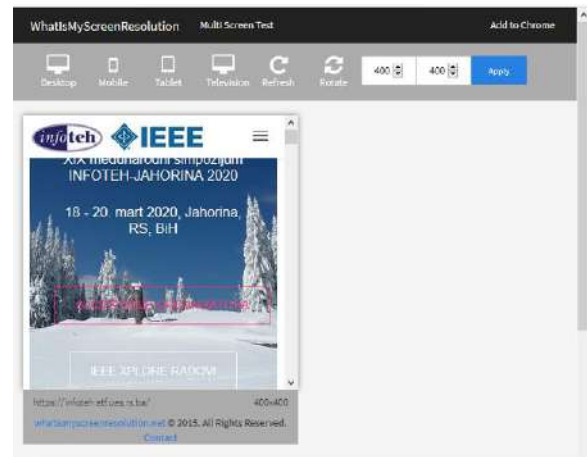 WhatIsMyScreenResolution Multi Screen Test Add to Chrome
Desktop Mobile Tablet Television Refresh Rotate 400 400 Apply
infoteh IEEE
XIX međunarodni simpozijum
INFOTEH-JAHORINA 2020
18 - 20. mart 2020, Jahorina,
RS, BiH
IEEE XPLORE RADOVI
https://infoteh.etf.ues.rs.ba/ 400x400
whatismyscreenresolution.net © 2015. All Rights Reserved.
Contact